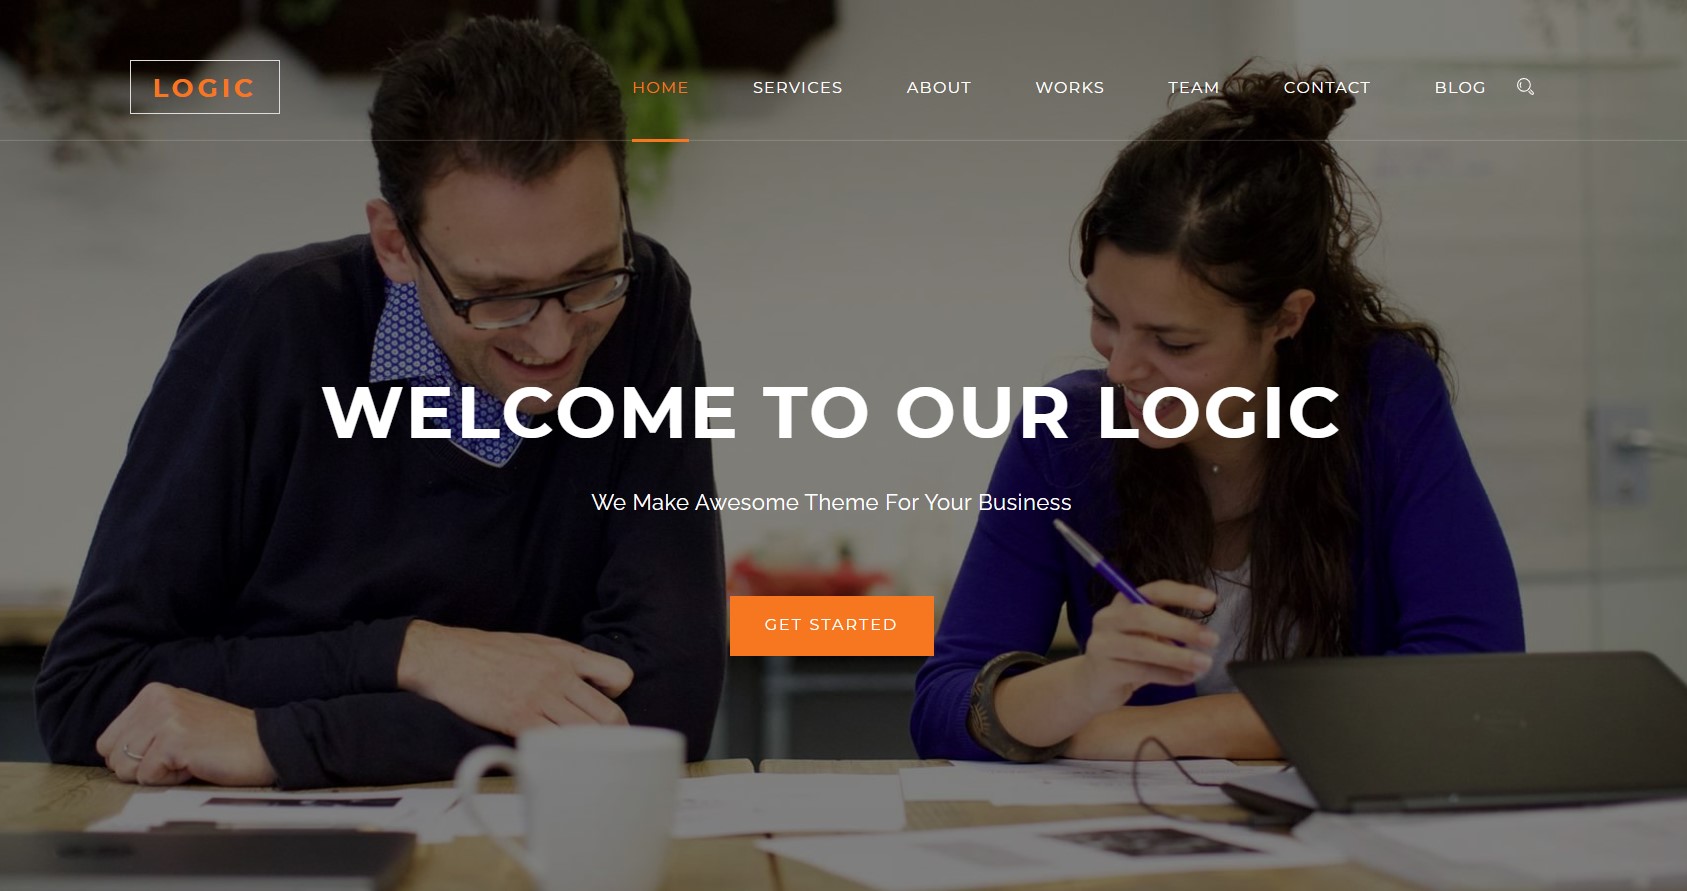 LOGIC
HOME SERVICES ABOUT WORKS TEAM CONTACT BLOG
WELCOME TO OUR LOGIC
We Make Awesome Theme For Your Business
GET STARTED